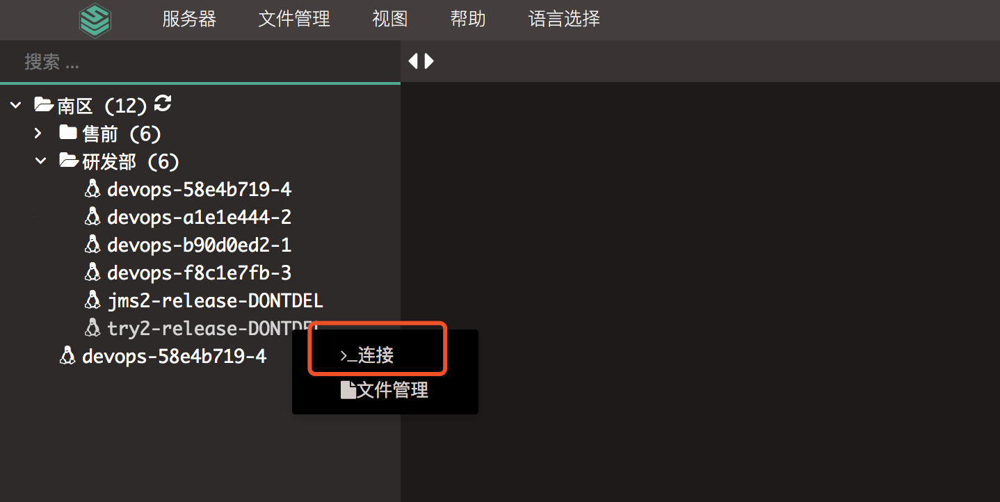 服务器 文件管理 视图 帮助 语言选择
搜索 ...
南区 (12)
售前 (6)
研发部 (6)
devops-58e4b719-4
devops-a1e1e444-2
devops-b90d0ed2-1
devops-f8c1e7fb-3
jms2-release-DONTDEL
try2-release-DONTDEL
>_连接
devops-58e4b719-4
文件管理